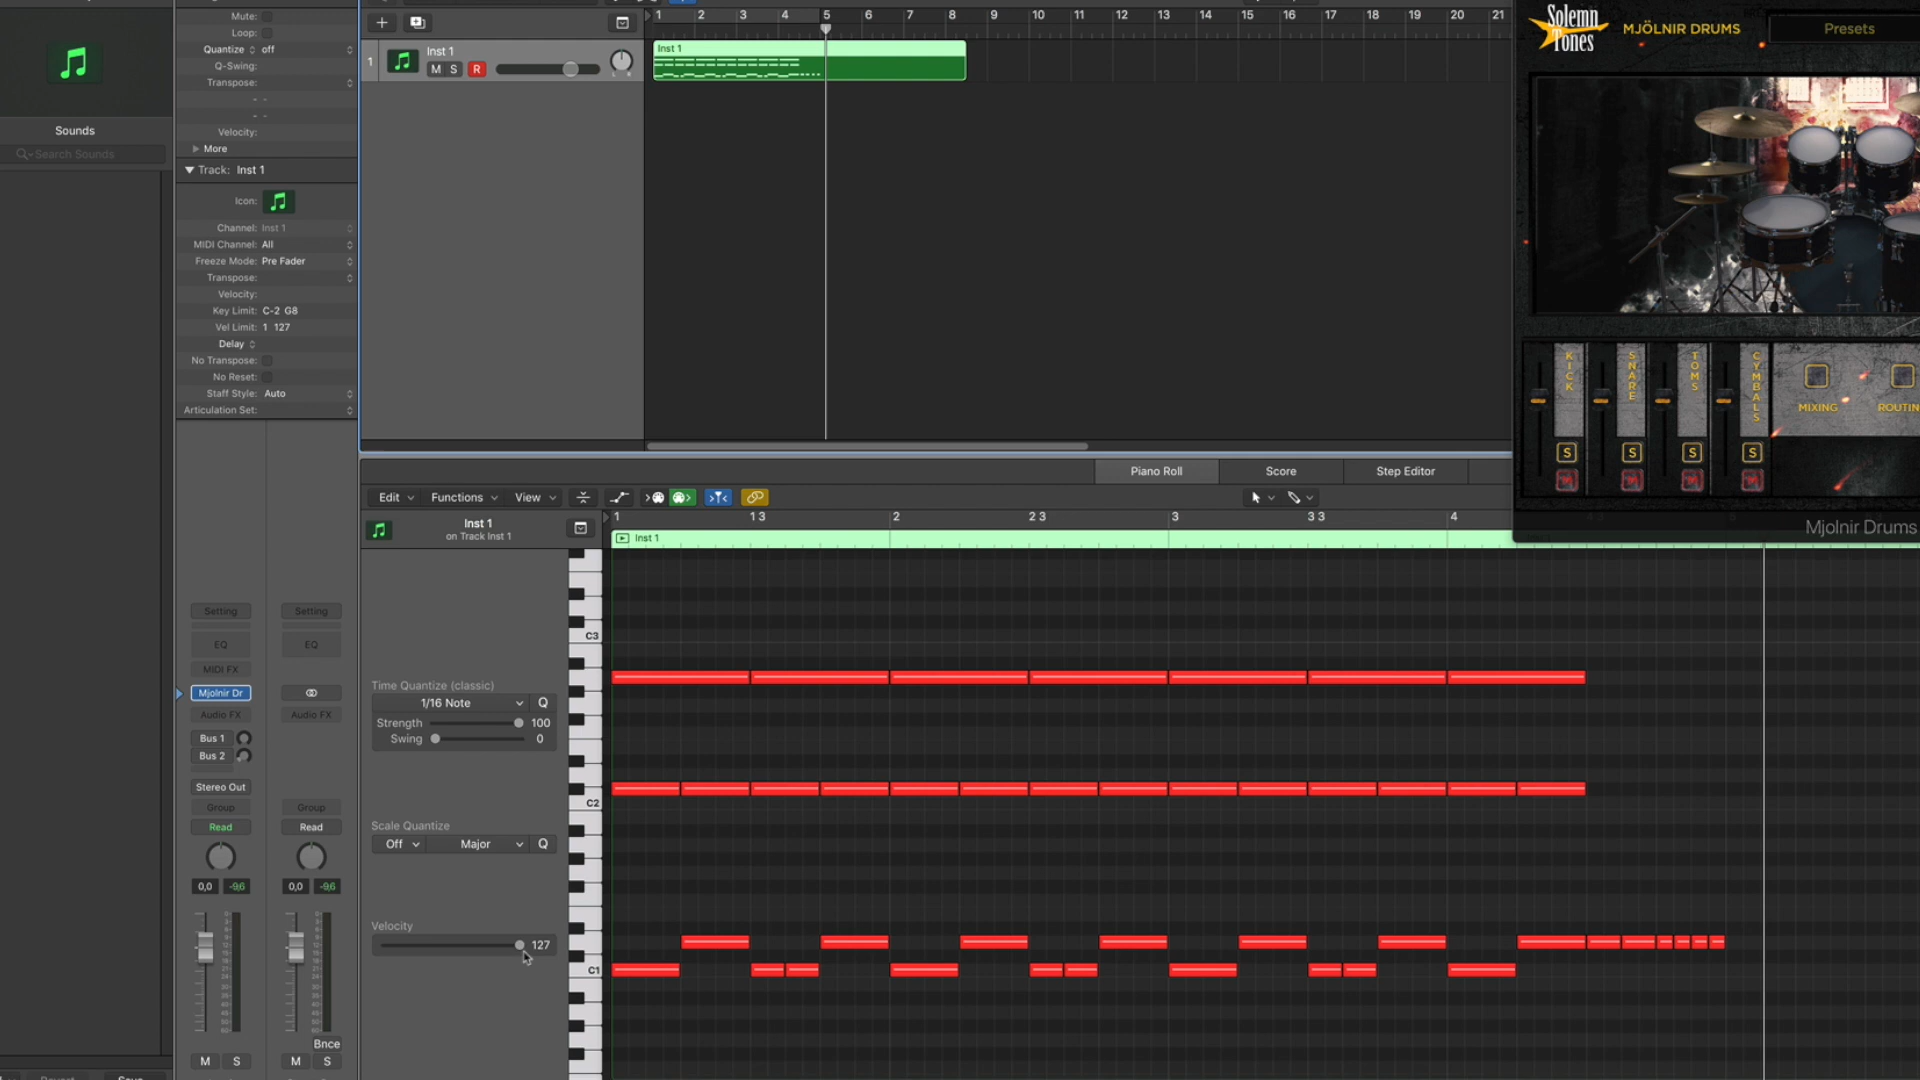 Mute:
Loop:
Quantize off
Q-Swing:
Transpose:
Velocity:
More
Track: Inst 1
Icon:
Channel: Inst 1
MIDI Channel: All
Freeze Mode: Pre Fader
Transpose:
Velocity:
Key Limit: C-2 G8
Vel Limit: 1 127
Delay
No Transpose:
No Reset:
Staff Style: Auto
Articulation Set:
Sounds
Search Sounds
1 2 3 4 5 6 7 8 9 10 11 12 13 14 15 16 17 18 19 20 21
1
Inst 1
M S R
L R
Inst 1
Solemn
Tones
MJÖLNIR DRUMS
Presets
KICK
SNARE
TOMS
CYMBALS
MIXING
ROUTIN
S S S S
M M M M
Mjolnir Drums
Piano Roll
Score
Step Editor
Edit
Functions
View
1 1 3 2 2 3 3 3 3 4
Inst 1
on Track Inst 1
Inst 1
C3
Time Quantize (classic)
1/16 Note Q
Strength 100
Swing 0
C2
Scale Quantize
Off Major Q
Velocity
127
C1
Setting Setting
EQ EQ
MIDI FX
Mjolnir Dr
Audio FX Audio FX
Bus 1
Bus 2
Stereo Out
Group Group
Read Read
0,0 -9,6 0,0 -9,6
Bnce
M S M S